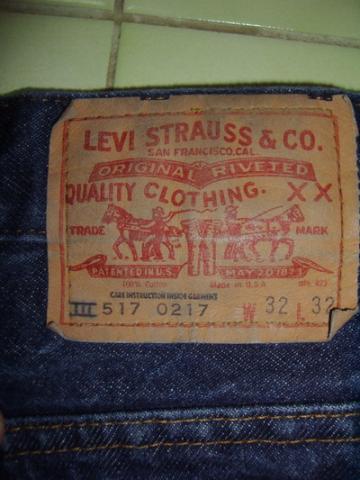 LEVI STRAUSS & CO.
SAN FRANCISCO, CAL.
ORIGINAL RIVETED
QUALITY CLOTHING. XX
TRADE MARK
PATENTED IN U.S. MAY 20 1873
100% Cotton Made in U.S.A
CARE INSTRUCTION INSIDE GARMENT
III 517 0217 W 32 L 32